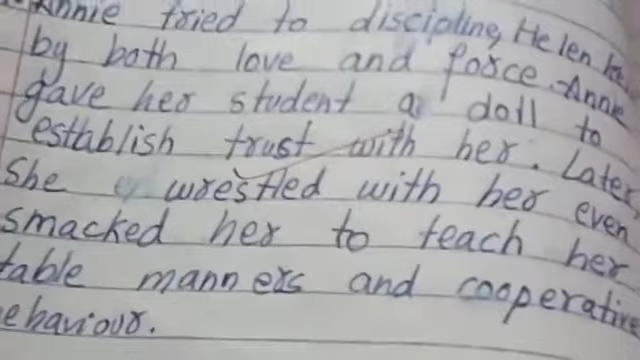 Annie tried to discipline, Helen
by both love and force. Annie
gave her student a doll to
establish trust with her. Later
She wrestled with her even
smacked her to teach her
table manners and cooperative
ehaviour.